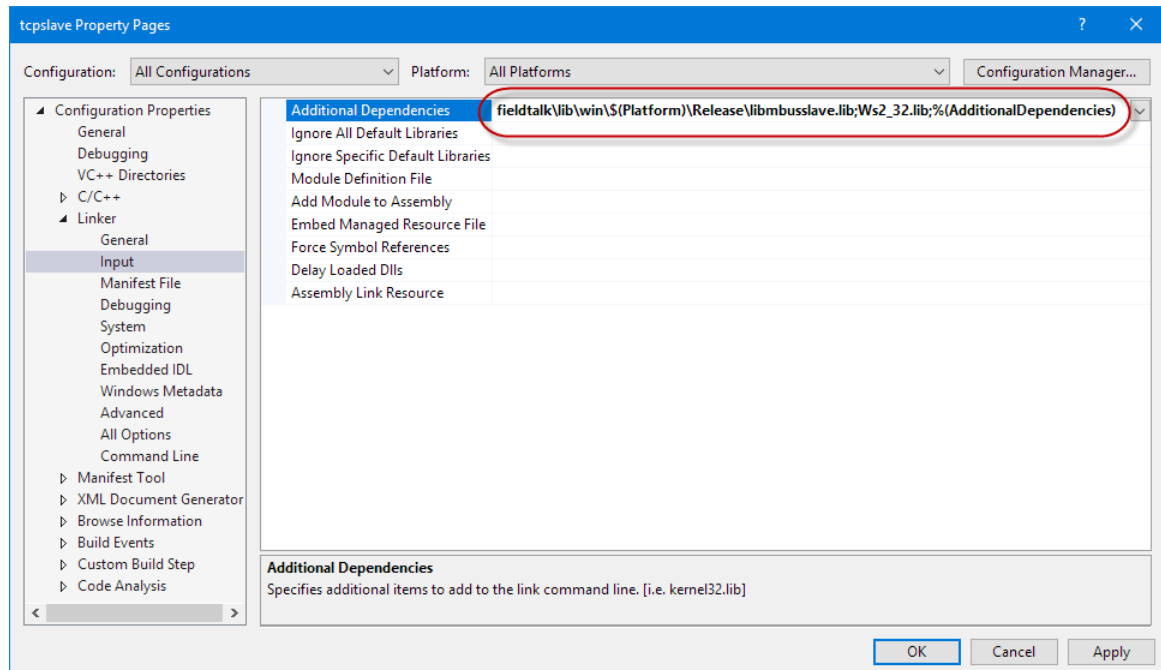 tcpslave Property Pages
Configuration: All Configurations Platform: All Platforms Configuration Manager...
Configuration Properties
General
Debugging
VC++ Directories
C/C++
Linker
General
Input
Manifest File
Debugging
System
Optimization
Embedded IDL
Windows Metadata
Advanced
All Options
Command Line
Manifest Tool
XML Document Generator
Browse Information
Build Events
Custom Build Step
Code Analysis
Additional Dependencies fieldtalk\lib\win\$(Platform)\Release\libmbusslave.lib;Ws2_32.lib;%(AdditionalDependencies)
Ignore All Default Libraries
Ignore Specific Default Libraries
Module Definition File
Add Module to Assembly
Embed Managed Resource File
Force Symbol References
Delay Loaded Dlls
Assembly Link Resource
Additional Dependencies
Specifies additional items to add to the link command line. [i.e. kernel32.lib]
OK Cancel Apply